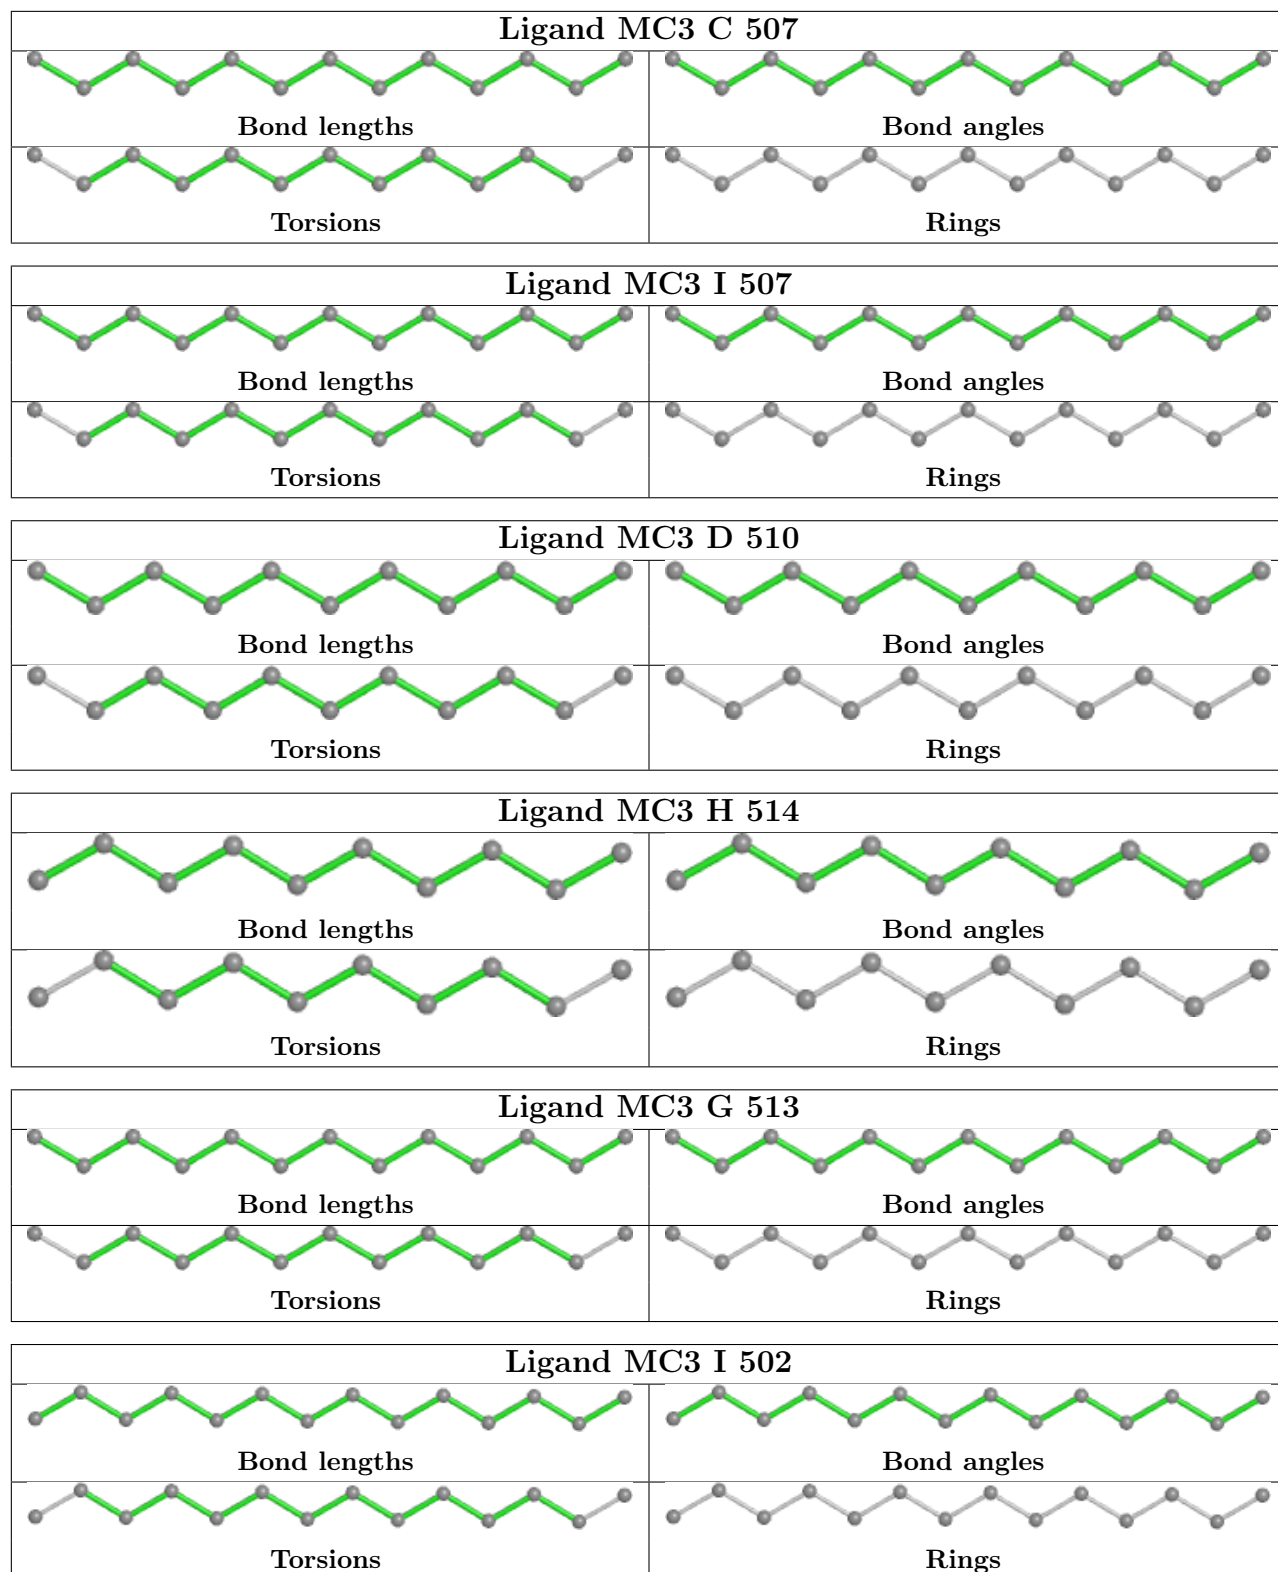 Ligand MC3 C 507
Bond lengths Bond angles
Torsions Rings
Ligand MC3 I 507
Bond lengths Bond angles
Torsions Rings
Ligand MC3 D 510
Bond lengths Bond angles
Torsions Rings
Ligand MC3 H 514
Bond lengths Bond angles
Torsions Rings
Ligand MC3 G 513
Bond lengths Bond angles
Torsions Rings
Ligand MC3 I 502
Bond lengths Bond angles
Torsions Rings